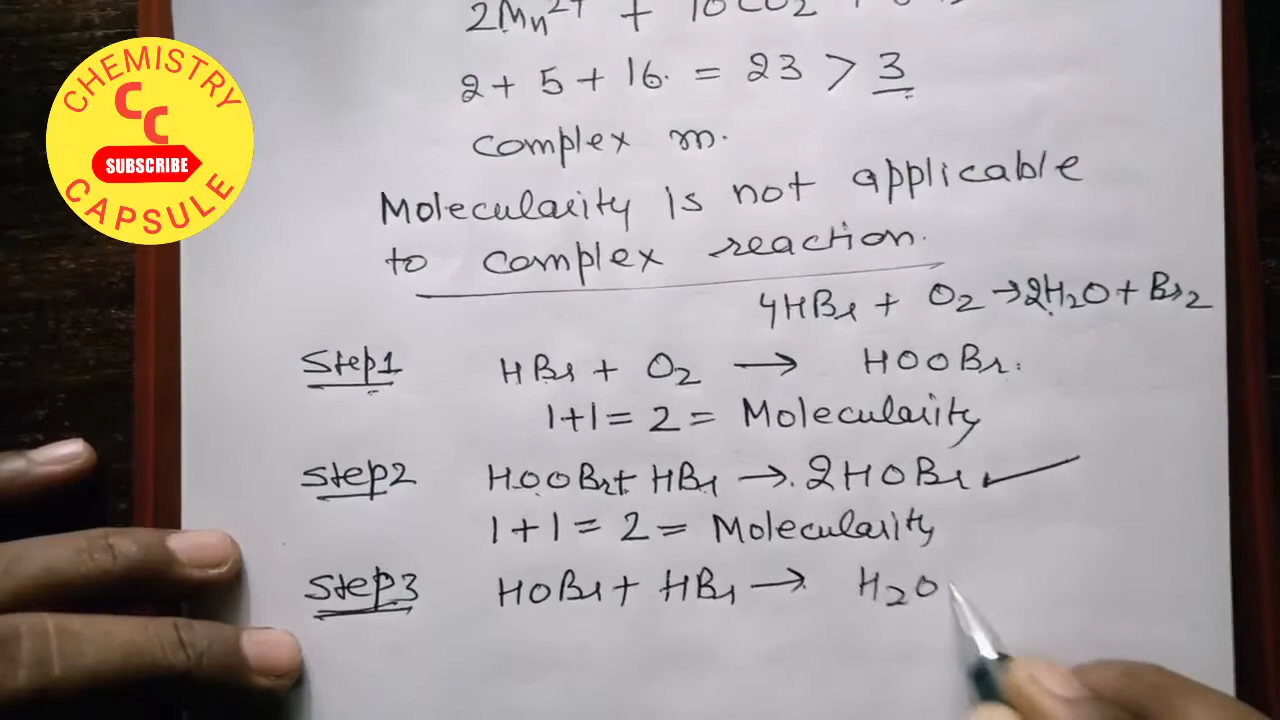 CHEMISTRY
CC
SUBSCRIBE
CAPSULE
2Mn²⁺ + 10CO₂ +
2 + 5 + 16. = 23 > 3
complex m.
Molecularity is not applicable
to complex reaction.
4HBr + O₂ → 2H₂O + Br₂
Step1 HBr + O₂ → HOOBr.
1+1 = 2 = Molecularity
Step2 HOOBr + HBr → 2HOBr ✓
1 + 1 = 2 = Molecularity
Step3 HOBr + HBr → H₂O